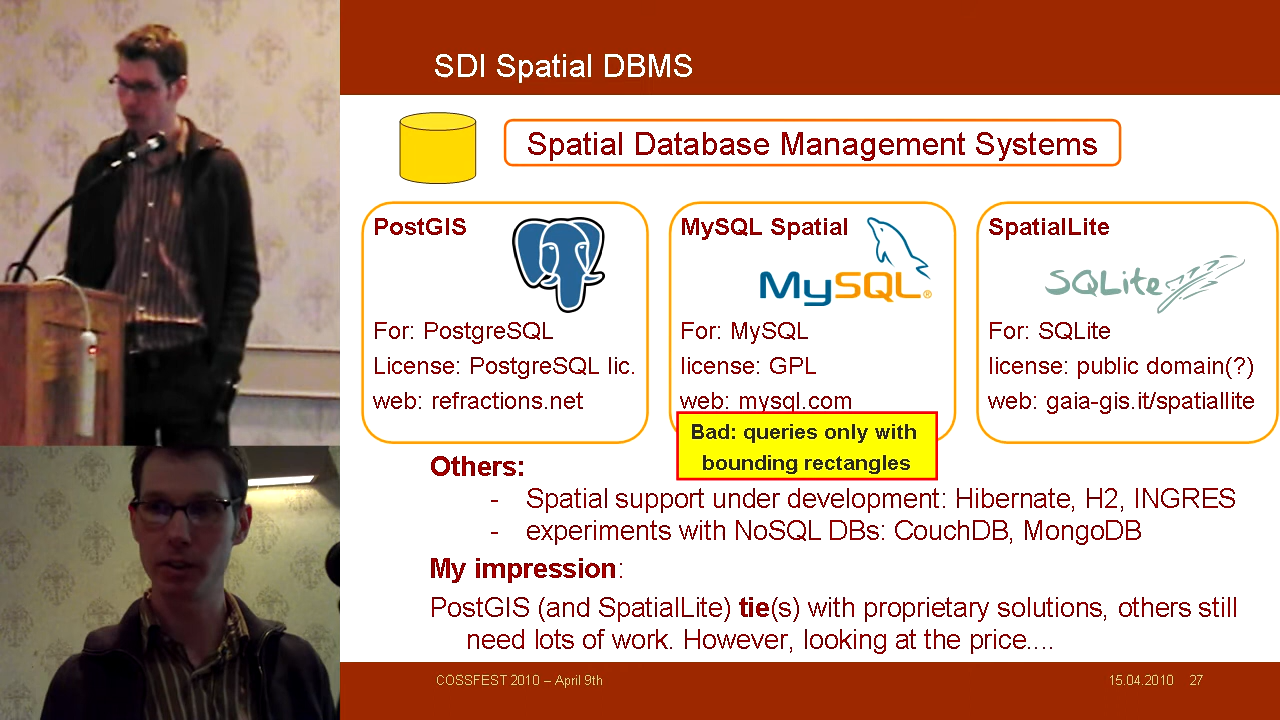 SDI Spatial DBMS
Spatial Database Management Systems
PostGIS
For: PostgreSQL
License: PostgreSQL lic.
web: refractions.net
MySQL Spatial
MySQL®
For: MySQL
license: GPL
web: mysql.com
Bad: queries only with
bounding rectangles
SpatialLite
SQLite
For: SQLite
license: public domain(?)
web: gaia-gis.it/spatiallite
Others:
- Spatial support under development: Hibernate, H2, INGRES
- experiments with NoSQL DBs: CouchDB, MongoDB
My impression:
PostGIS (and SpatialLite) tie(s) with proprietary solutions, others still
need lots of work. However, looking at the price....
COSSFEST 2010 – April 9th
15.04.2010 27